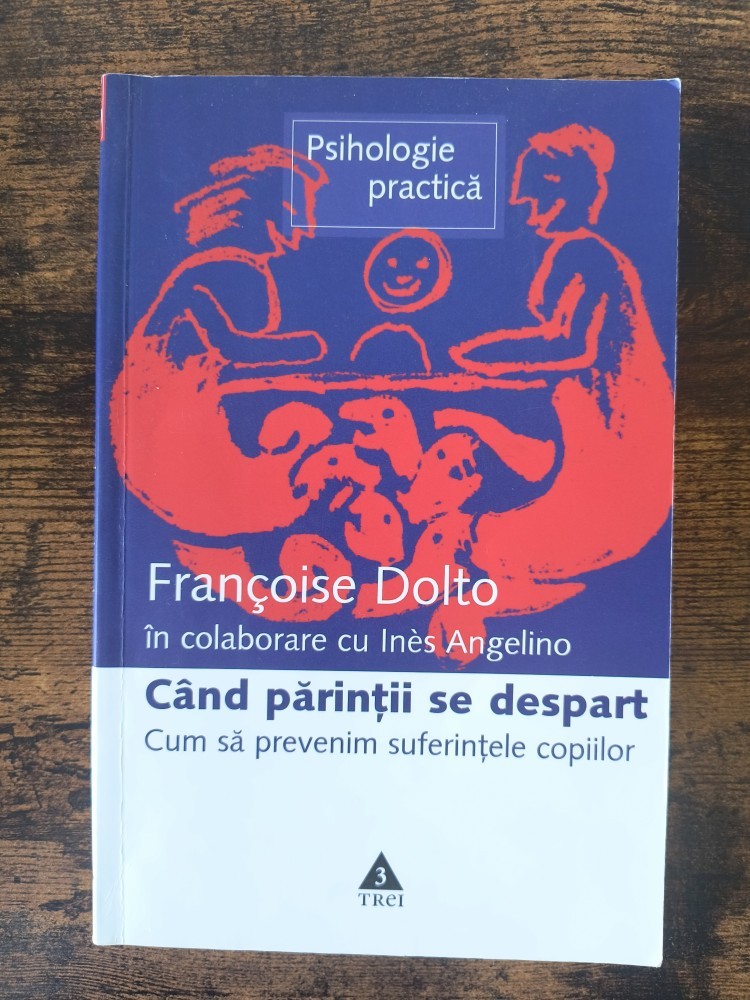 Psihologie
practică
Françoise Dolto
în colaborare cu Inès Angelino
Când părinții se despart
Cum să prevenim suferințele copiilor
3
TREI